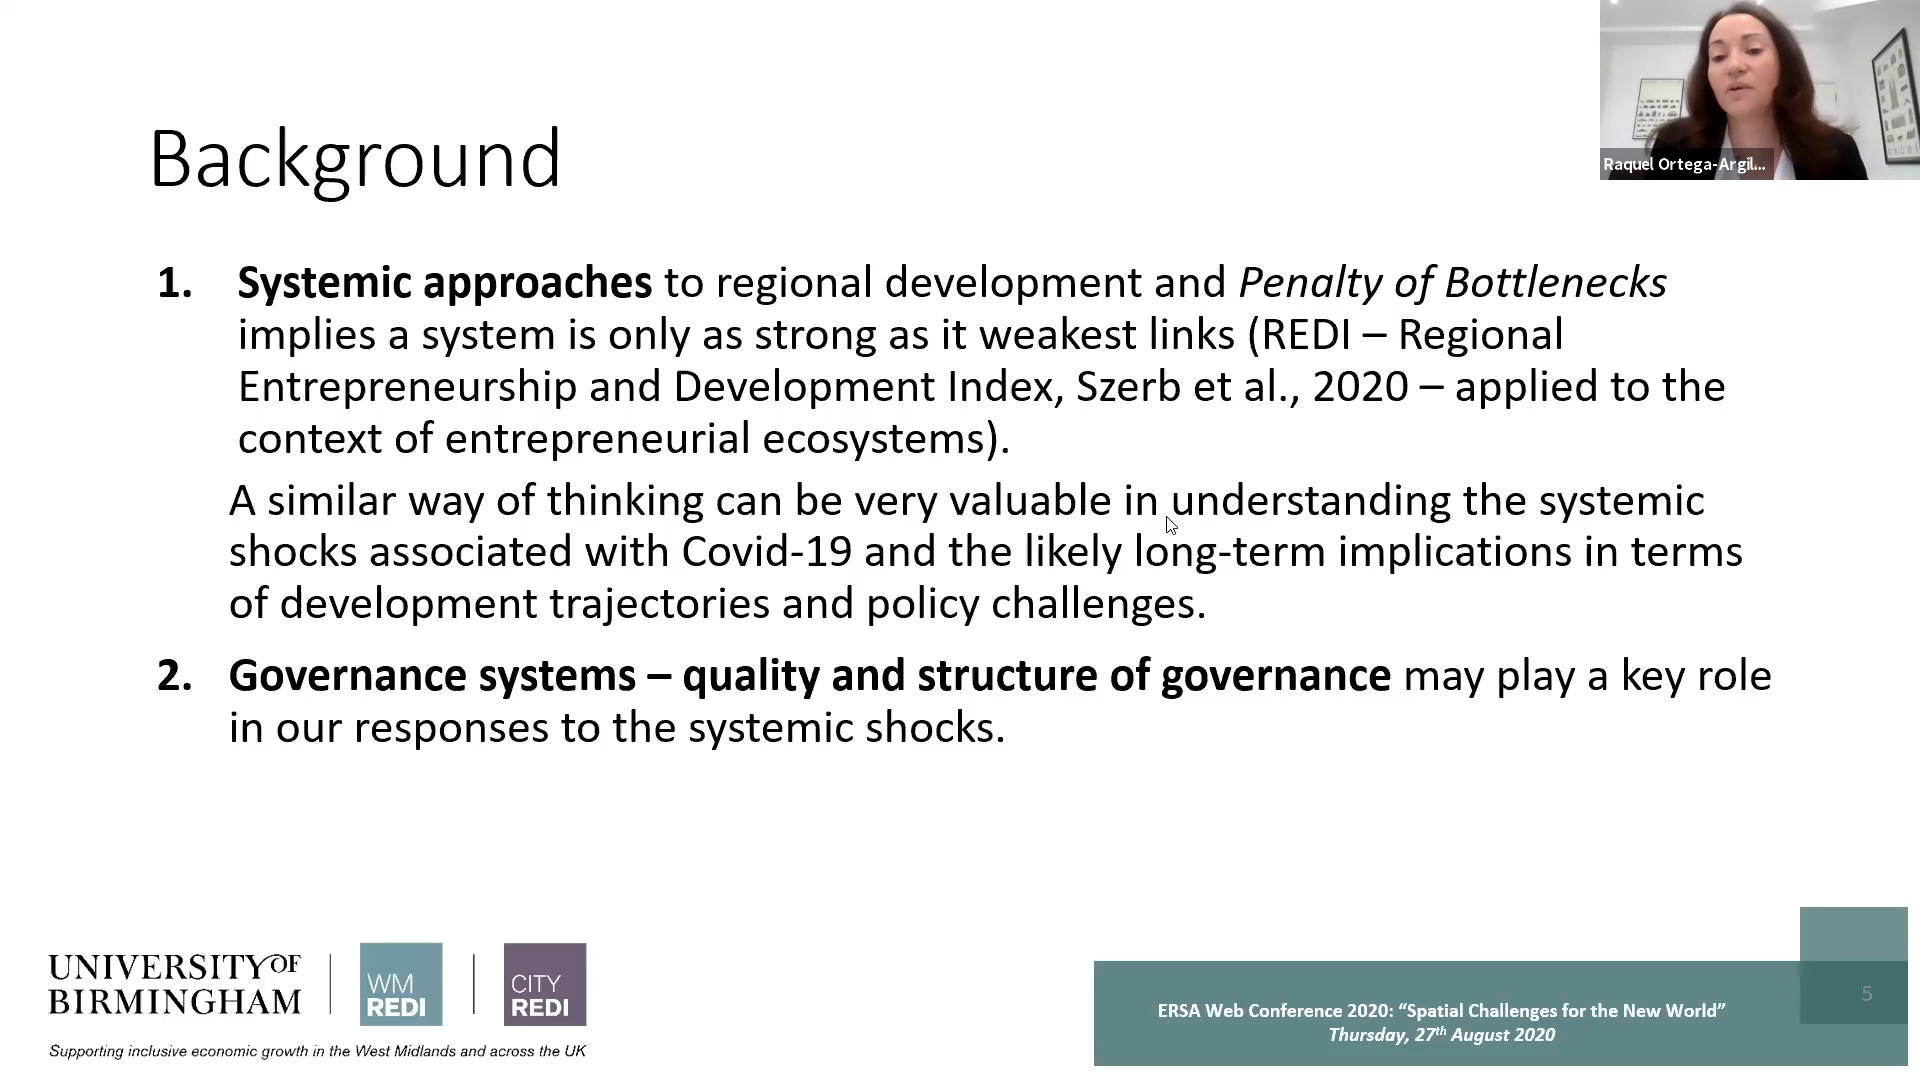 Background
Raquel Ortega-Argil...
1. Systemic approaches to regional development and Penalty of Bottlenecks
implies a system is only as strong as it weakest links (REDI – Regional
Entrepreneurship and Development Index, Szerb et al., 2020 – applied to the
context of entrepreneurial ecosystems).
A similar way of thinking can be very valuable in understanding the systemic
shocks associated with Covid-19 and the likely long-term implications in terms
of development trajectories and policy challenges.
2. Governance systems – quality and structure of governance may play a key role
in our responses to the systemic shocks.
UNIVERSITY OF
BIRMINGHAM
WM
REDI
CITY
REDI
Supporting inclusive economic growth in the West Midlands and across the UK
ERSA Web Conference 2020: “Spatial Challenges for the New World”
Thursday, 27th August 2020
5